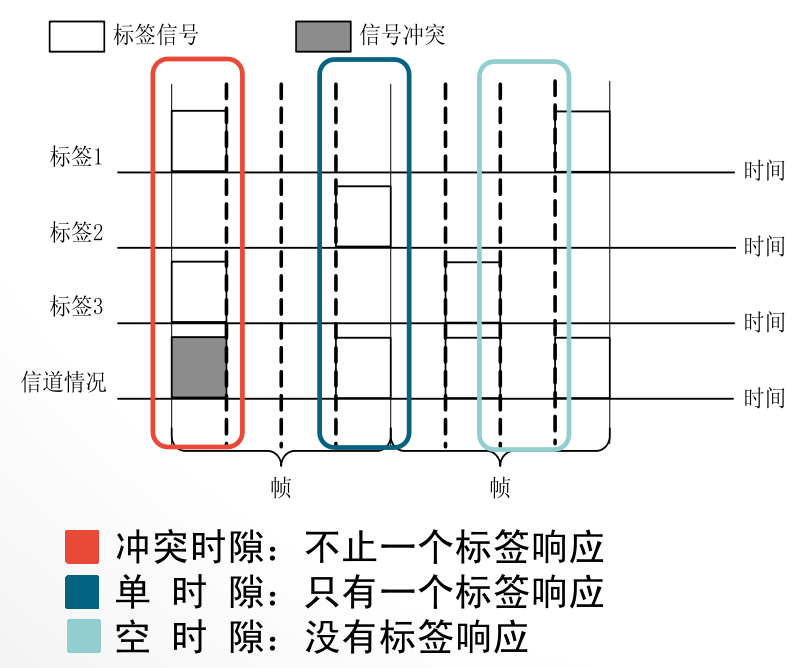 标签信号 信号冲突
标签1 时间
标签2 时间
标签3 时间
信道情况 时间
帧 帧
冲突时隙：不止一个标签响应
单 时 隙：只有一个标签响应
空 时 隙：没有标签响应